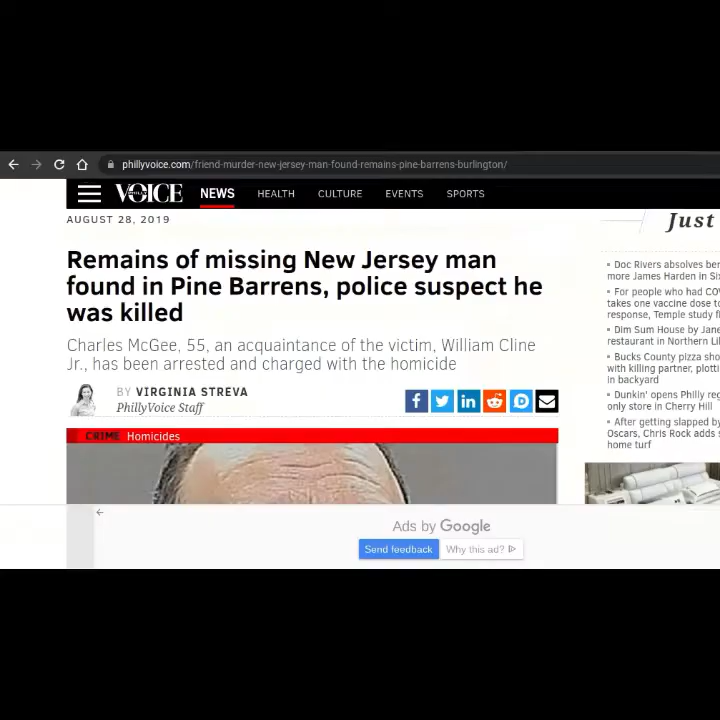 phillyvoice.com/friend-murder-new-jersey-man-found-remains-pine-barrens-burlington/
VOICE NEWS HEALTH CULTURE EVENTS SPORTS
AUGUST 28, 2019
Remains of missing New Jersey man
found in Pine Barrens, police suspect he
was killed
Charles McGee, 55, an acquaintance of the victim, William Cline
Jr., has been arrested and charged with the homicide
BY VIRGINIA STREVA
PhillyVoice Staff
CRIME Homicides
Ads by Google
Send feedback Why this ad?
Just
Doc Rivers absolves
more James Harden in
For people who had
takes one vaccine dose
response, Temple study
Dim Sum House by
restaurant in Northern
Bucks County pizza
with killing partner,
in backyard
Dunkin' opens Philly
only store in Cherry Hill
After getting slapped by
Oscars, Chris Rock adds
home turf